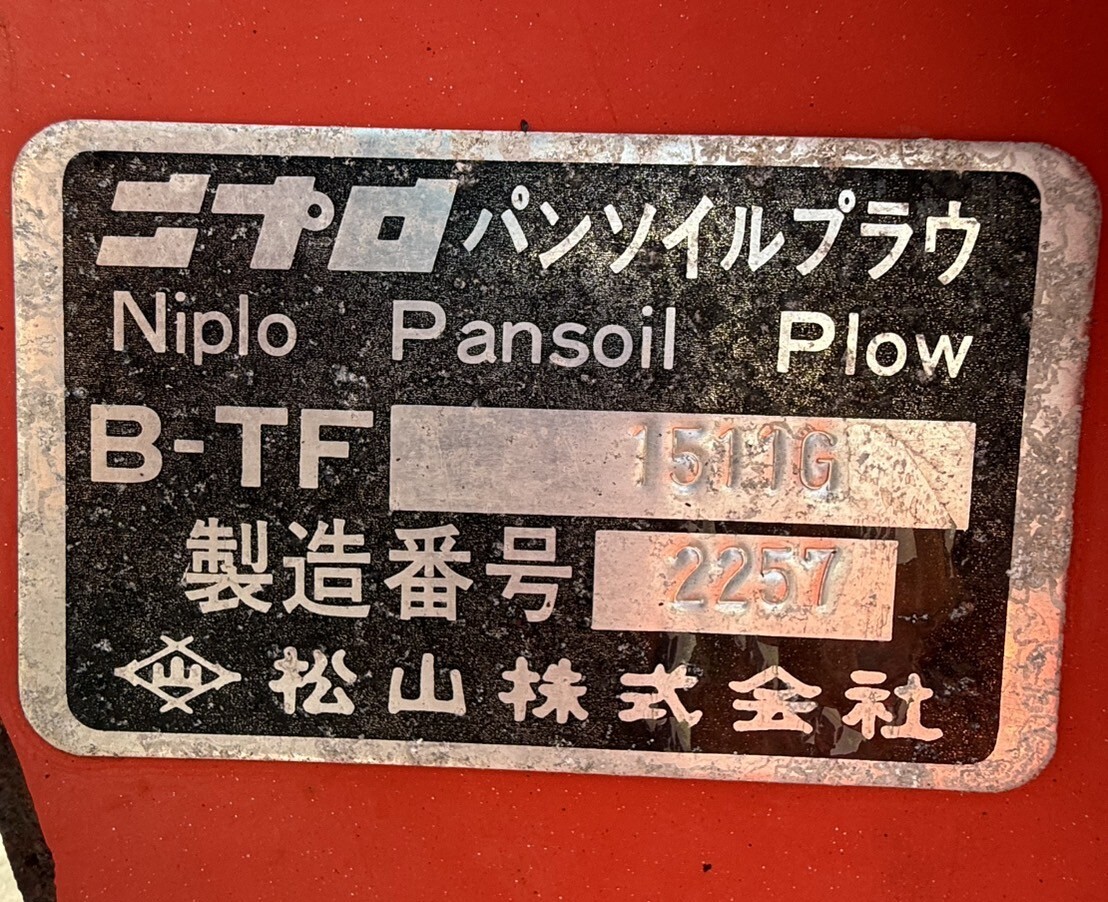 ニプロ パンソイルプラウ
Niplo Pansoil Plow
B-TF 1511G
製造番号 2257
山 松山株式会社